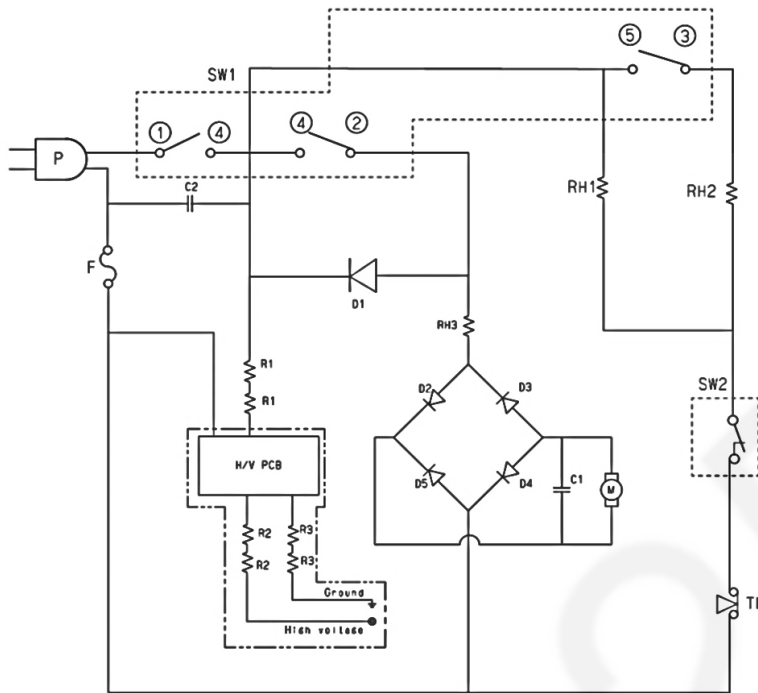 ⑤ ③
SW1
① ④ ④ ②
P
C2
RH1 RH2
F
D1
RH3
R1
R1
D2 D3
SW2
H/V PCB
D5 D4
C1
M
R2 R3
R2 R3
Ground
High voltage